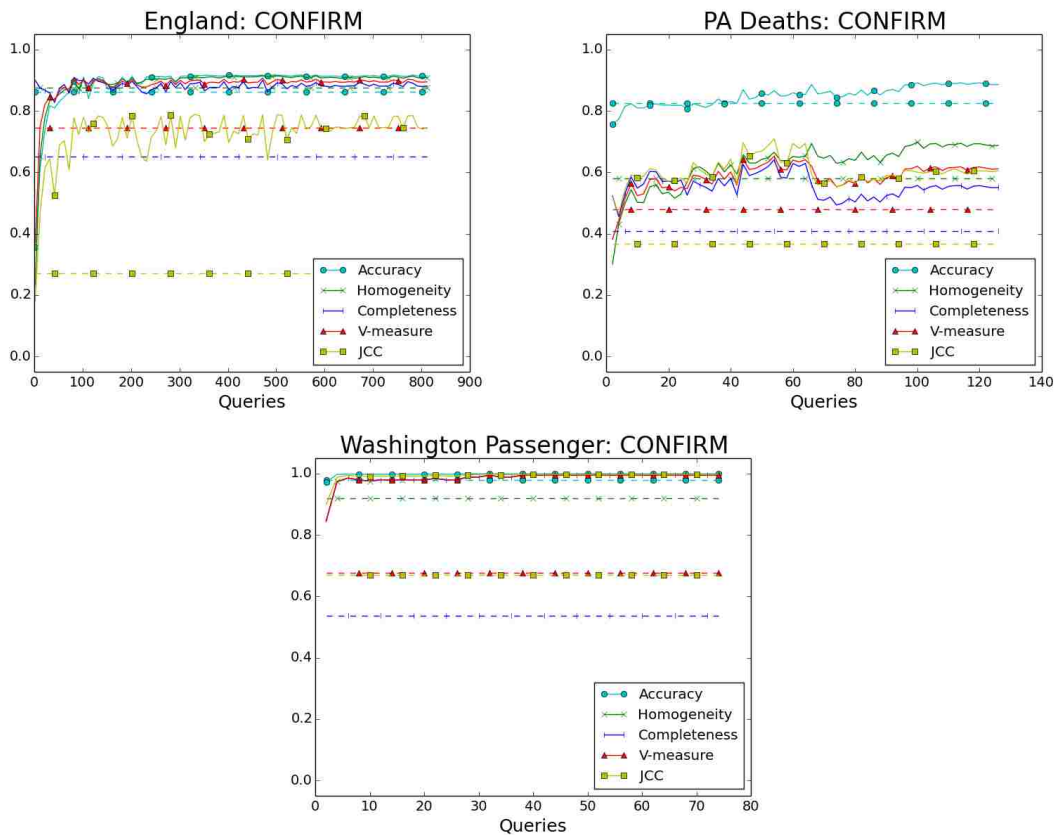 England: CONFIRM
1.0
0.8
0.6
0.4
0.2
0.0
Accuracy
Homogeneity
Completeness
V-measure
JCC
0 100 200 300 400 500 600 700 800 900
Queries
PA Deaths: CONFIRM
1.0
0.8
0.6
0.4
0.2
0.0
Accuracy
Homogeneity
Completeness
V-measure
JCC
0 20 40 60 80 100 120 140
Queries
Washington Passenger: CONFIRM
1.0
0.8
0.6
0.4
0.2
0.0
Accuracy
Homogeneity
Completeness
V-measure
JCC
0 10 20 30 40 50 60 70 80
Queries